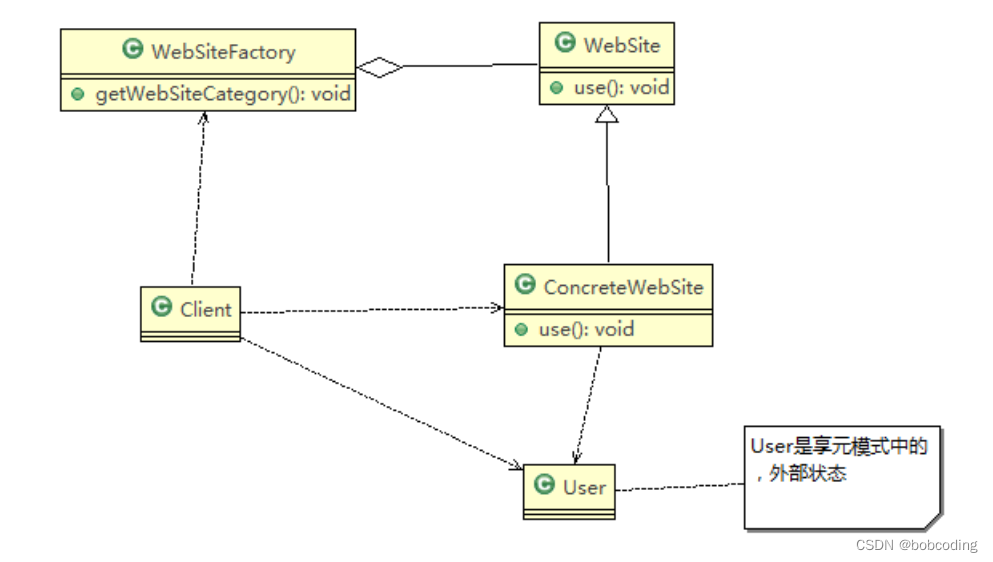 WebSiteFactory
getWebSiteCategory(): void
WebSite
use(): void
Client
ConcreteWebSite
use(): void
User
User是享元模式中的
，外部状态
CSDN @bobcoding